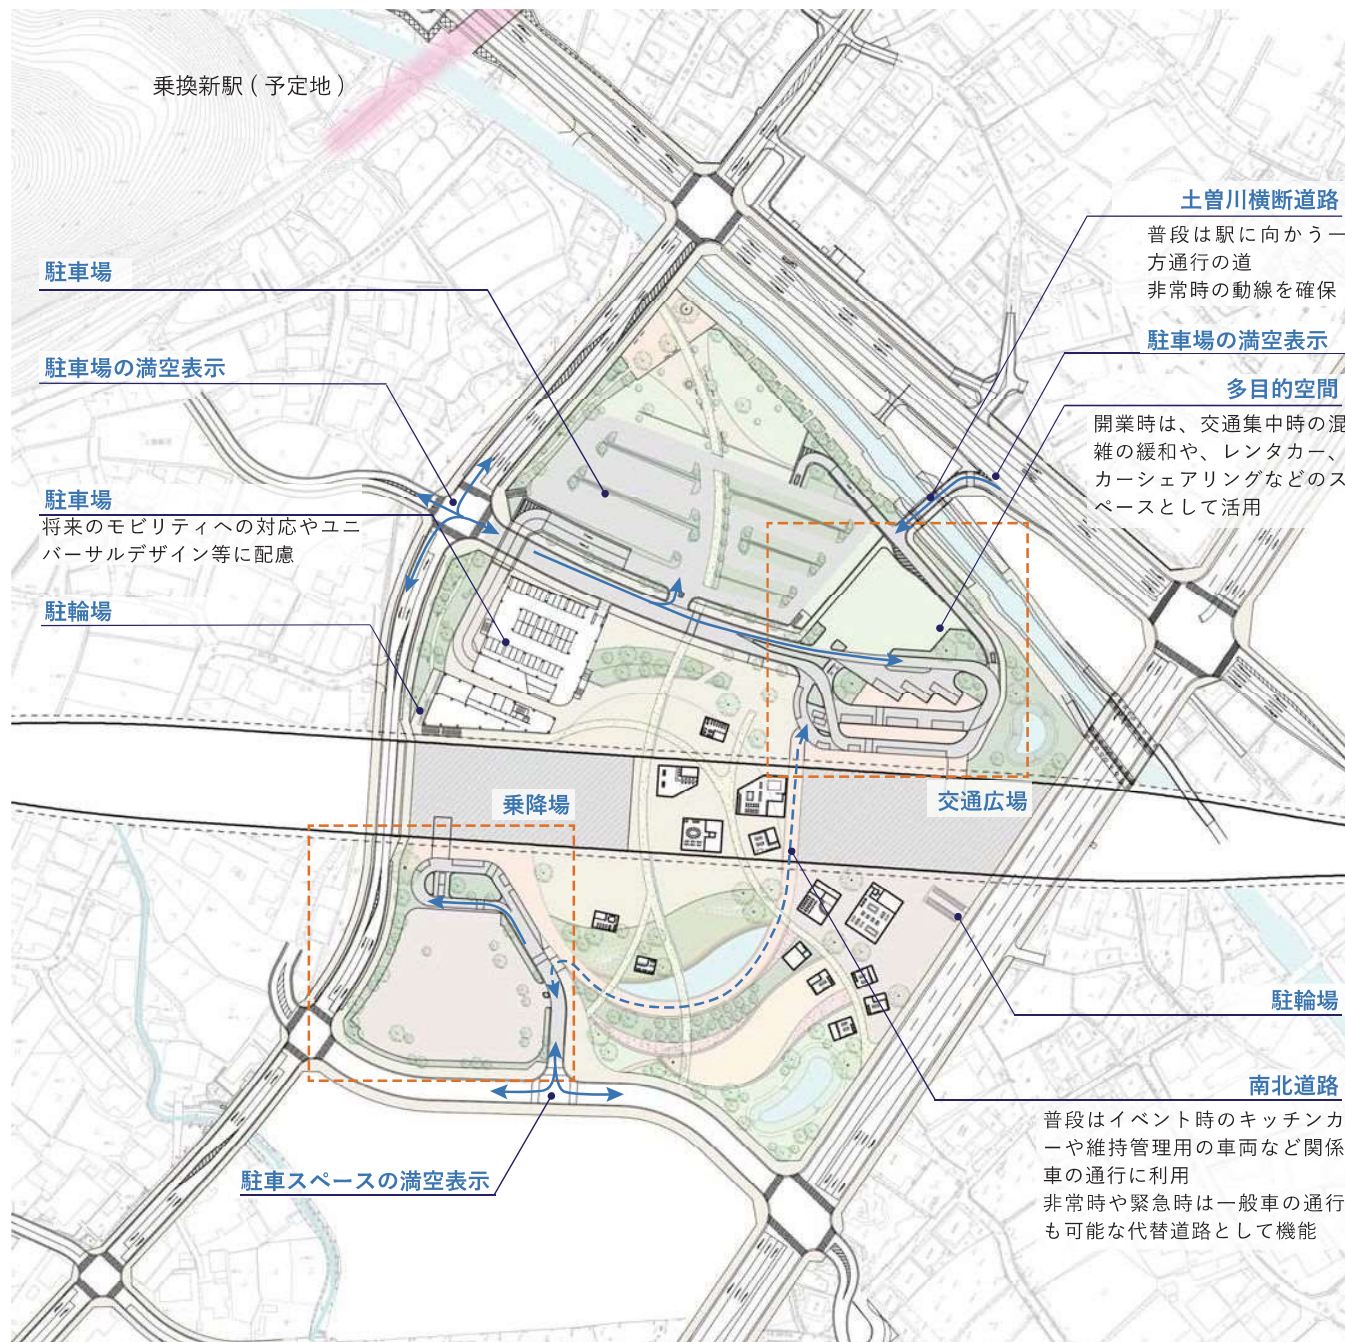 乗換新駅(予定地)
土曽川横断道路
普段は駅に向かう一
方通行の道
非常時の動線を確保
駐車場
駐車場の満空表示
駐車場の満空表示
多目的空間
開業時は、交通集中時の混
雑の緩和や、レンタカー、
カーシェアリングなどのス
ペースとして活用
駐車場
将来のモビリティへの対応やユニ
バーサルデザイン等に配慮
駐輪場
乗降場
交通広場
駐輪場
南北道路
普段はイベント時のキッチンカ
ーや維持管理用の車両など関係
車の通行に利用
非常時や緊急時は一般車の通行
も可能な代替道路として機能
駐車スペースの満空表示